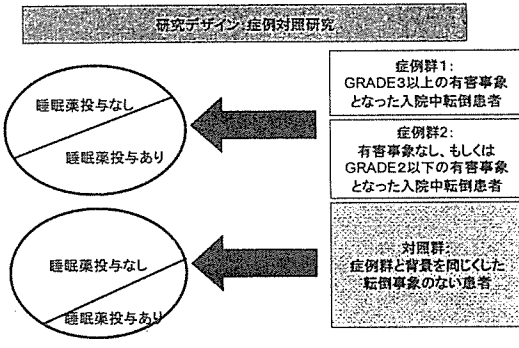 研究デザイン:症例対照研究
睡眠薬投与なし
睡眠薬投与あり
症例群1:
GRADE3以上の有害事象
となった入院中転倒患者
症例群2:
有害事象なし、もしくは
GRADE2以下の有害事象
となった入院中転倒患者
睡眠薬投与なし
睡眠薬投与あり
対照群:
症例群と背景を同じくした
転倒事象のない患者